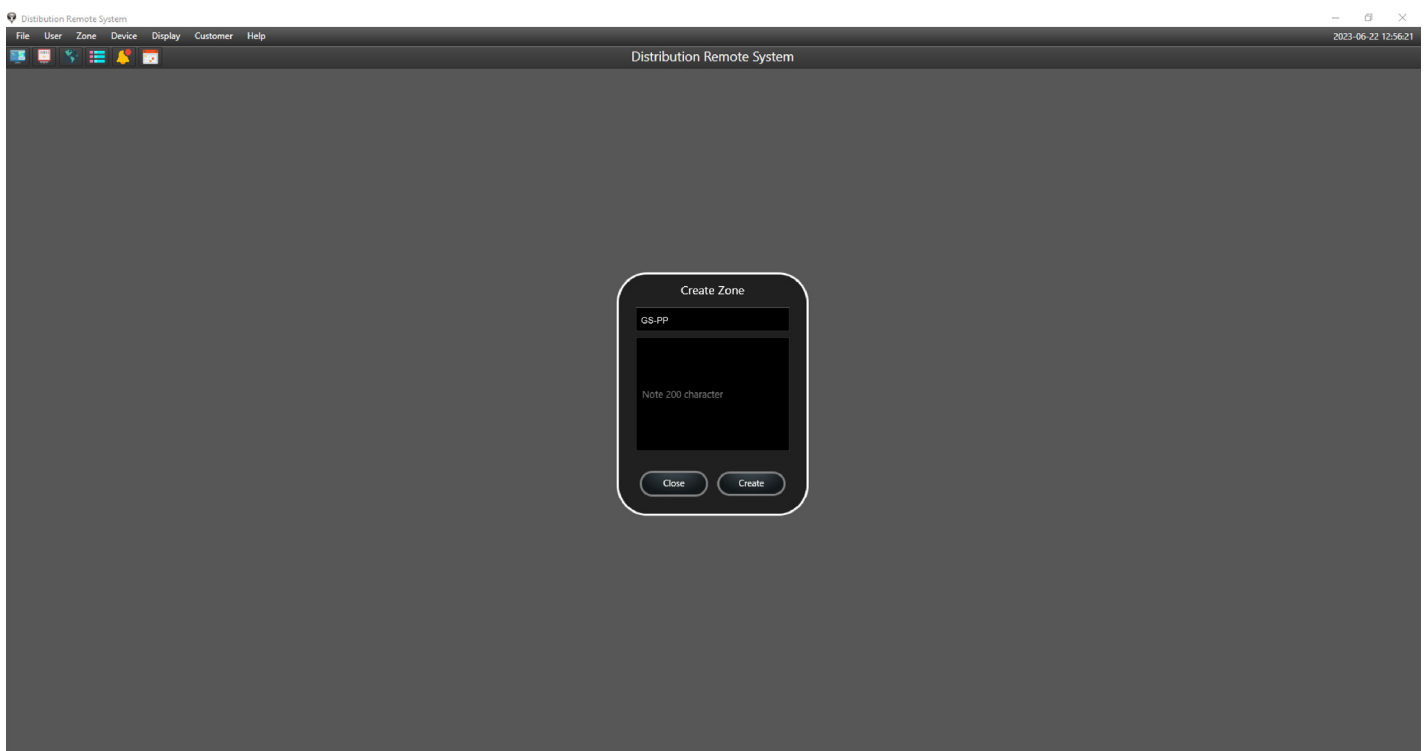 Distibution Remote System
File User Zone Device Display Customer Help 2023-06-22 12:56:21
Distribution Remote System
Create Zone
GS-PP
Note 200 character
Close Create